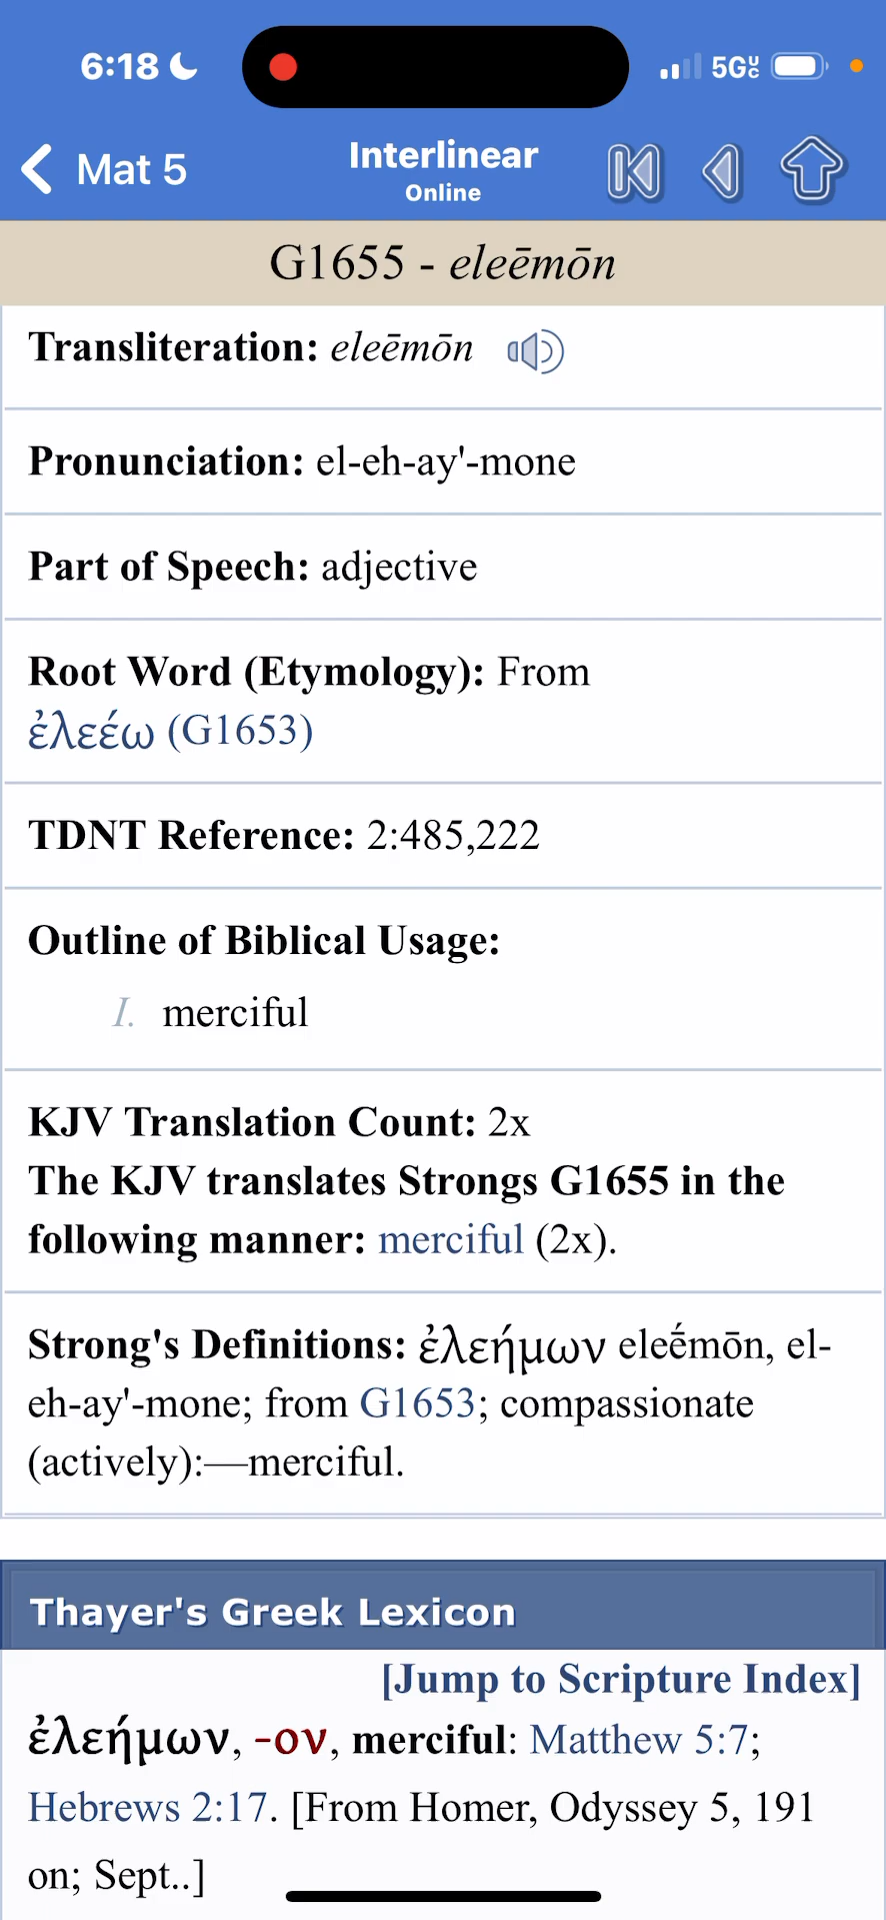 6:18
5G
Mat 5
Interlinear
Online
G1655 - eleēmōn
Transliteration: eleēmōn
Pronunciation: el-eh-ay'-mone
Part of Speech: adjective
Root Word (Etymology): From
ἐλεέω (G1653)
TDNT Reference: 2:485,222
Outline of Biblical Usage:
I. merciful
KJV Translation Count: 2x
The KJV translates Strongs G1655 in the
following manner: merciful (2x).
Strong's Definitions: ἐλεήμων eleḗmōn, el-
eh-ay'-mone; from G1653; compassionate
(actively):—merciful.
Thayer's Greek Lexicon
[Jump to Scripture Index]
ἐλεήμων, -ον, merciful: Matthew 5:7;
Hebrews 2:17. [From Homer, Odyssey 5, 191
on; Sept..]